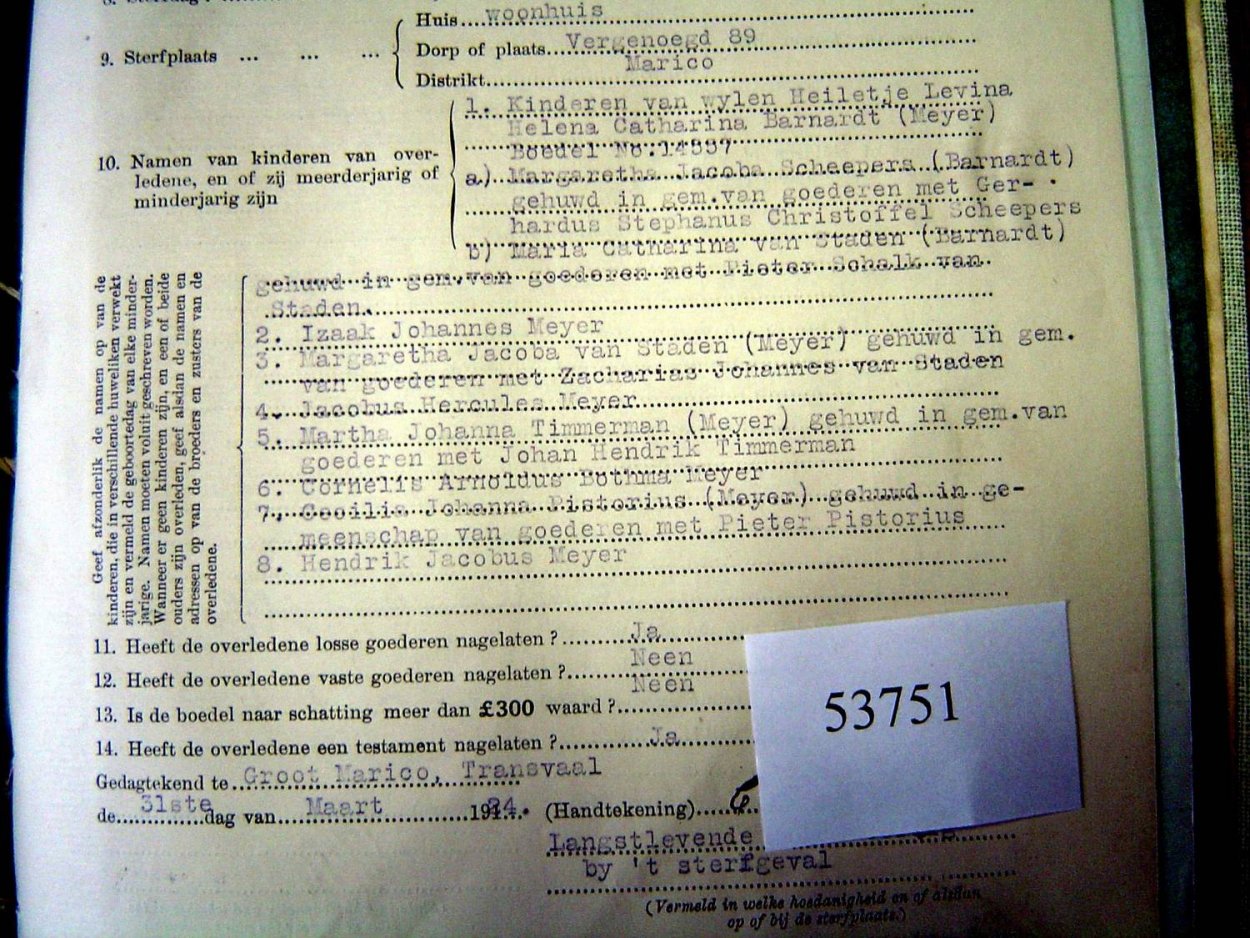 Huis... woonhuis
9. Sterfplaats ... ... ... Dorp of plaats... Vergenoegd 89
Distrikt... Marico
1. Kinderen van wylen Heiletje Levina
Helena Catharina Barnardt (Meyer)
Boedel No:14337
10. Namen van kinderen van over-
ledene, en of zij meerderjarig of
minderjarig zijn
a) Margaretha Jacoba Scheepers (Barnardt)
gehuwd in gem.van goederen met Ger-
hardus Stephanus Christoffel Scheepers
b) Maria Catharina van Staden (Barnardt)
gehuwd in gem.van goederen met Pieter Schalk van
Staden.
2. Izaak Johannes Meyer
3. Margaretha Jacoba van Staden (Meyer) gehuwd in gem.
van goederen met Zacharias Johannes van Staden
4. Jacobus Hercules Meyer
5. Martha Johanna Timmerman (Meyer) gehuwd in gem.van
goederen met Johan Hendrik Timmerman
6. Cornelis Arnoldus Bothma Meyer
7. Cecilia Johanna Pistorius (Meyer) gehuwd in ge-
meenschap van goederen met Pieter Pistorius
8. Hendrik Jacobus Meyer
Geef afzonderlik de namen op van de
kinderen, die in verschillende huweliken verwekt
zijn en vermeld de geboortedag van elke minder-
jarige. Namen moeten voluit geschreven worden.
Wanneer er geen kinderen zijn, en een of beide
ouders zijn overleden, geef alsdan de namen en
adressen op van de broeders en zusters van de
overledene.
11. Heeft de overledene losse goederen nagelaten ?... Ja
12. Heeft de overledene vaste goederen nagelaten ?... Neen
13. Is de boedel naar schatting meer dan £300 waard ?... Neen
14. Heeft de overledene een testament nagelaten ?... Ja
53751
Gedagtekend te... Groot Marico, Transvaal
de... 31ste dag van... Maart 1924. (Handtekening)...
Langstlevende
by 't sterfgeval
(Vermeld in welke hoedanigheid en of aldaar
op of bij de sterfplaats.)